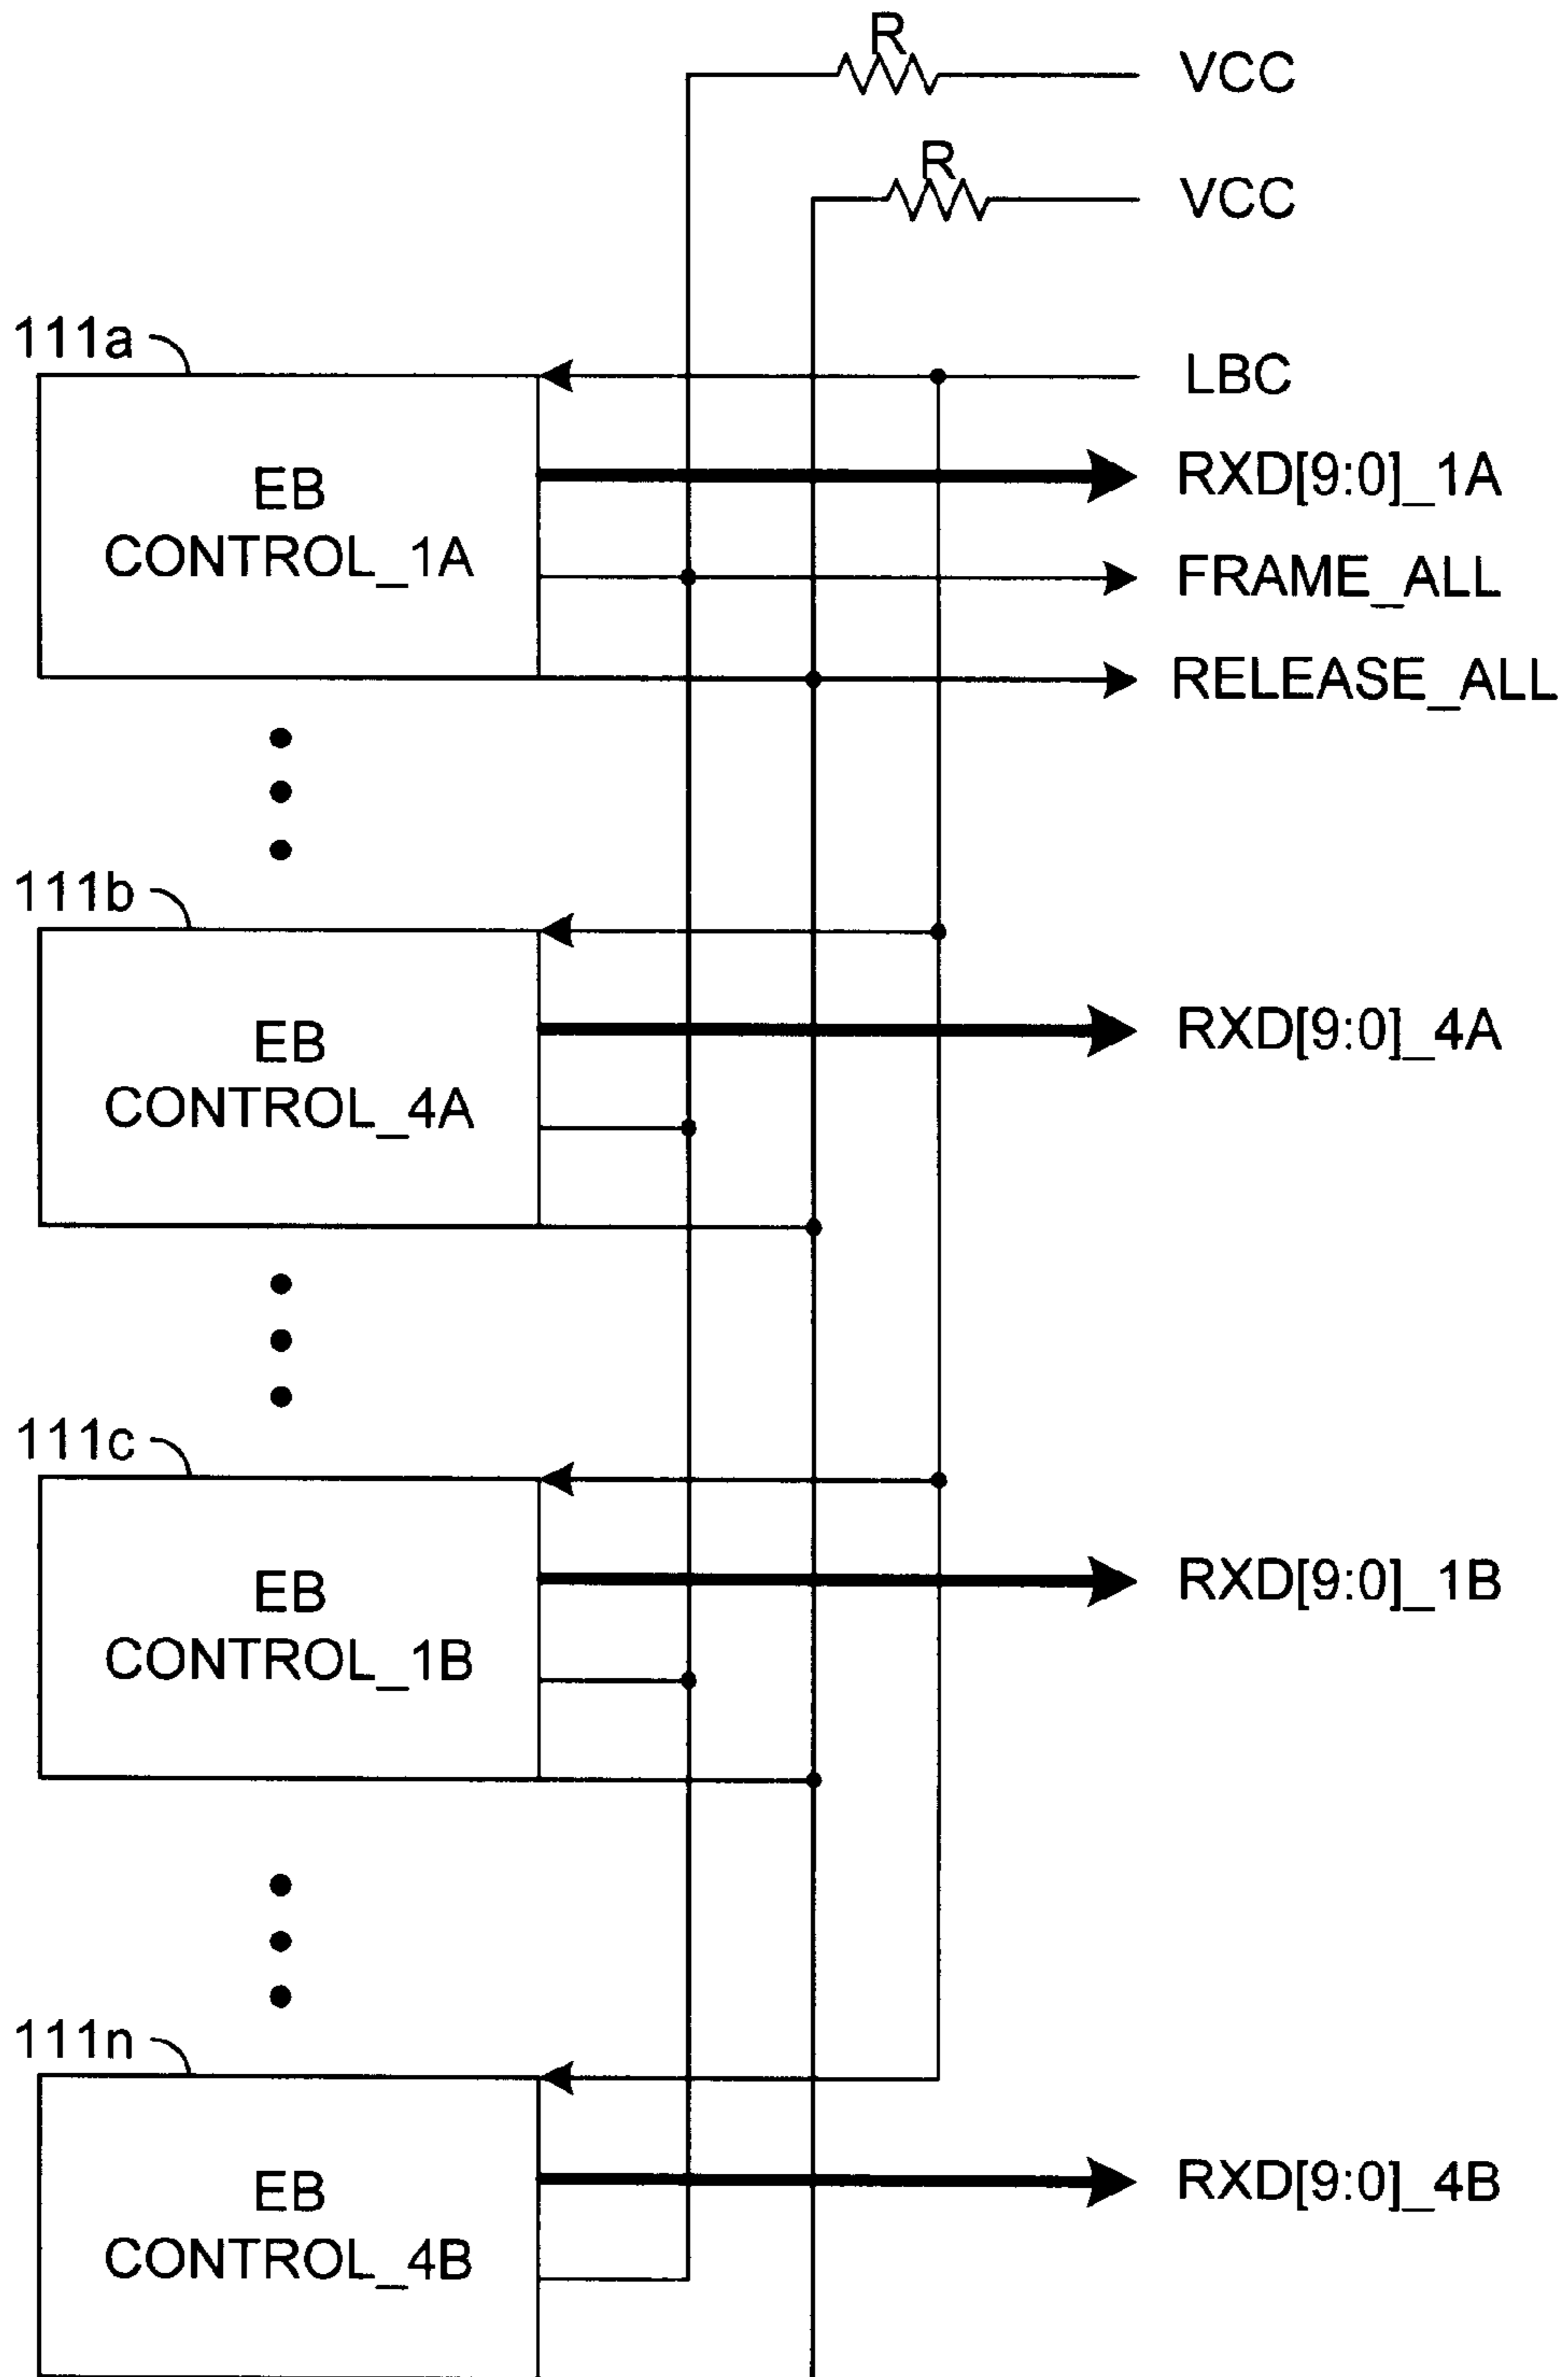 R
VCC
R
VCC
111a
LBC
EB
CONTROL_1A
RXD[9:0]_1A
FRAME_ALL
RELEASE_ALL
111b
EB
CONTROL_4A
RXD[9:0]_4A
111c
EB
CONTROL_1B
RXD[9:0]_1B
111n
EB
CONTROL_4B
RXD[9:0]_4B